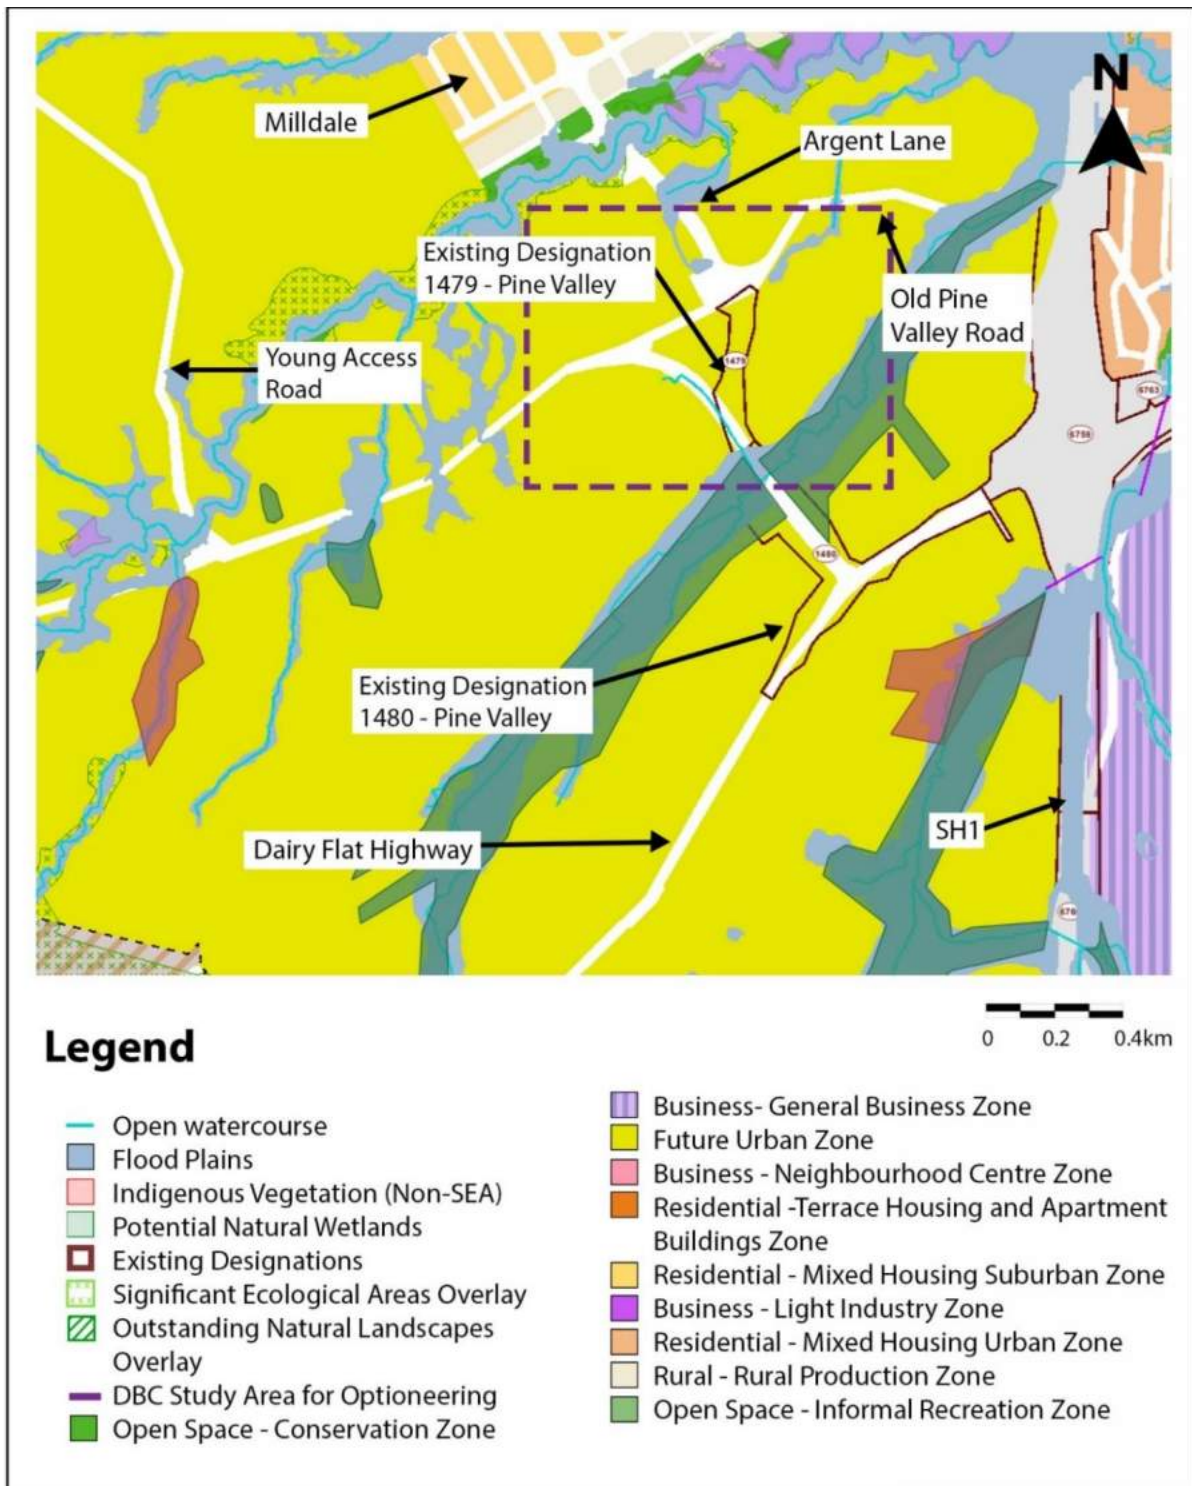 N
Milldale
Argent Lane
Existing Designation
1479 - Pine Valley
Old Pine
Valley Road
Young Access
Road
1479
6763
6759
1480
Existing Designation
1480 - Pine Valley
Dairy Flat Highway
SH1
0 0.2 0.4km
Legend
Open watercourse
Flood Plains
Indigenous Vegetation (Non-SEA)
Potential Natural Wetlands
Existing Designations
Significant Ecological Areas Overlay
Outstanding Natural Landscapes
Overlay
DBC Study Area for Optioneering
Open Space - Conservation Zone
Business- General Business Zone
Future Urban Zone
Business - Neighbourhood Centre Zone
Residential -Terrace Housing and Apartment
Buildings Zone
Residential - Mixed Housing Suburban Zone
Business - Light Industry Zone
Residential - Mixed Housing Urban Zone
Rural - Rural Production Zone
Open Space - Informal Recreation Zone